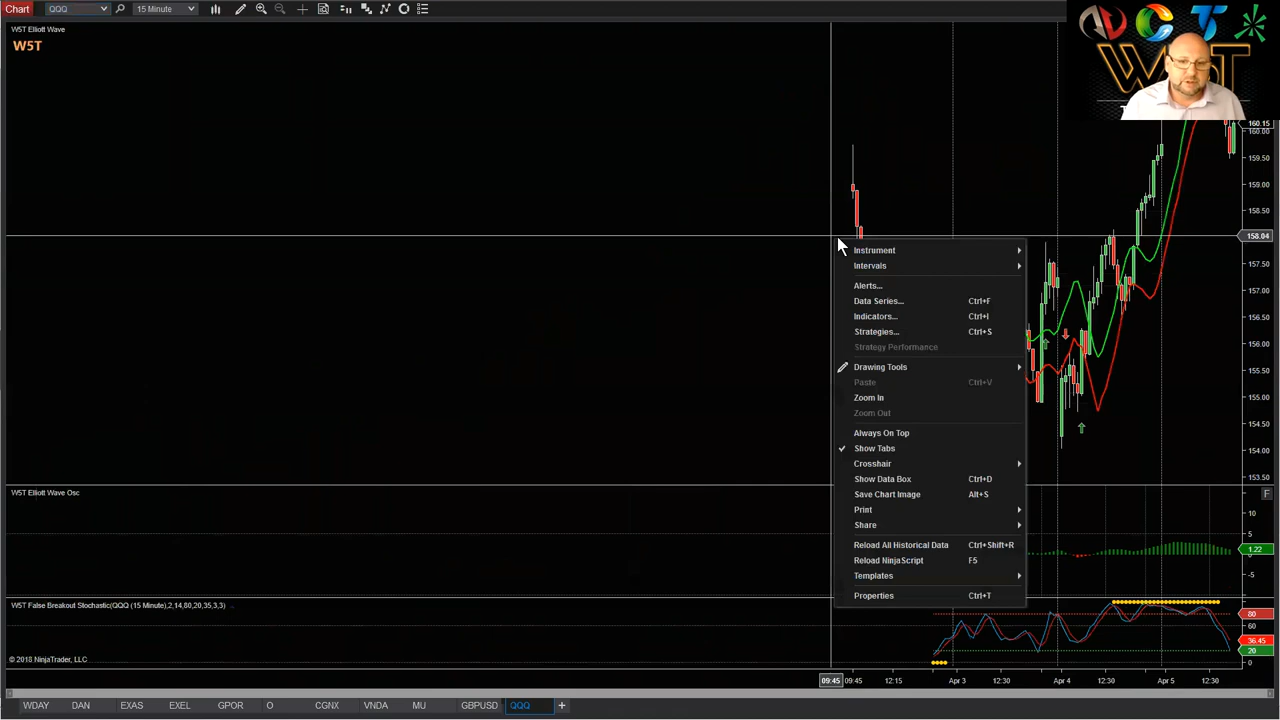 Chart QQQ 15 Minute
W5T Elliott Wave
W5T
W5T
160.15
160.00
159.50
159.00
158.50
158.04
157.50
157.00
156.50
156.00
155.50
155.00
154.50
154.00
153.50
Instrument
Intervals
Alerts...
Data Series... Ctrl+F
Indicators... Ctrl+I
Strategies... Ctrl+S
Strategy Performance
Drawing Tools
Paste Ctrl+V
Zoom In
Zoom Out
Always On Top
Show Tabs
Crosshair
Show Data Box Ctrl+D
Save Chart Image Alt+S
Print
Share
Reload All Historical Data Ctrl+Shift+R
Reload NinjaScript F5
Templates
Properties Ctrl+T
W5T Elliott Wave Osc
F
10
5
1.22
0
-5
W5T False Breakout Stochastic(QQQ (15 Minute),2,14,80,20,35,3,3)
80
60
36.45
20
0
© 2018 NinjaTrader, LLC
09:45 09:45 12:15 Apr 3 12:30 Apr 4 12:30 Apr 5 12:30
WDAY DAN EXAS EXEL GPOR O CGNX VNDA MU GBPUSD QQQ +